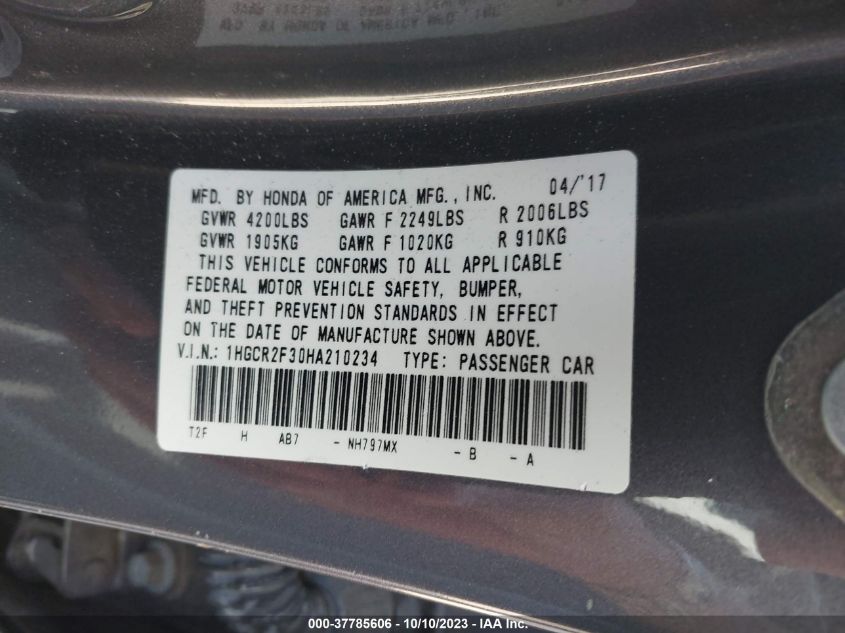 MFD. BY HONDA OF AMERICA MFG., INC. 04/'17
GVWR 4200LBS GAWR F 2249LBS R 2006LBS
GVWR 1905KG GAWR F 1020KG R 910KG
THIS VEHICLE CONFORMS TO ALL APPLICABLE
FEDERAL MOTOR VEHICLE SAFETY, BUMPER,
AND THEFT PREVENTION STANDARDS IN EFFECT
ON THE DATE OF MANUFACTURE SHOWN ABOVE.
V.I.N.: 1HGCR2F30HA210234 TYPE: PASSENGER CAR
T2F H AB7 - NH797MX - B - A
000-37785606 - 10/10/2023 - IAA Inc.